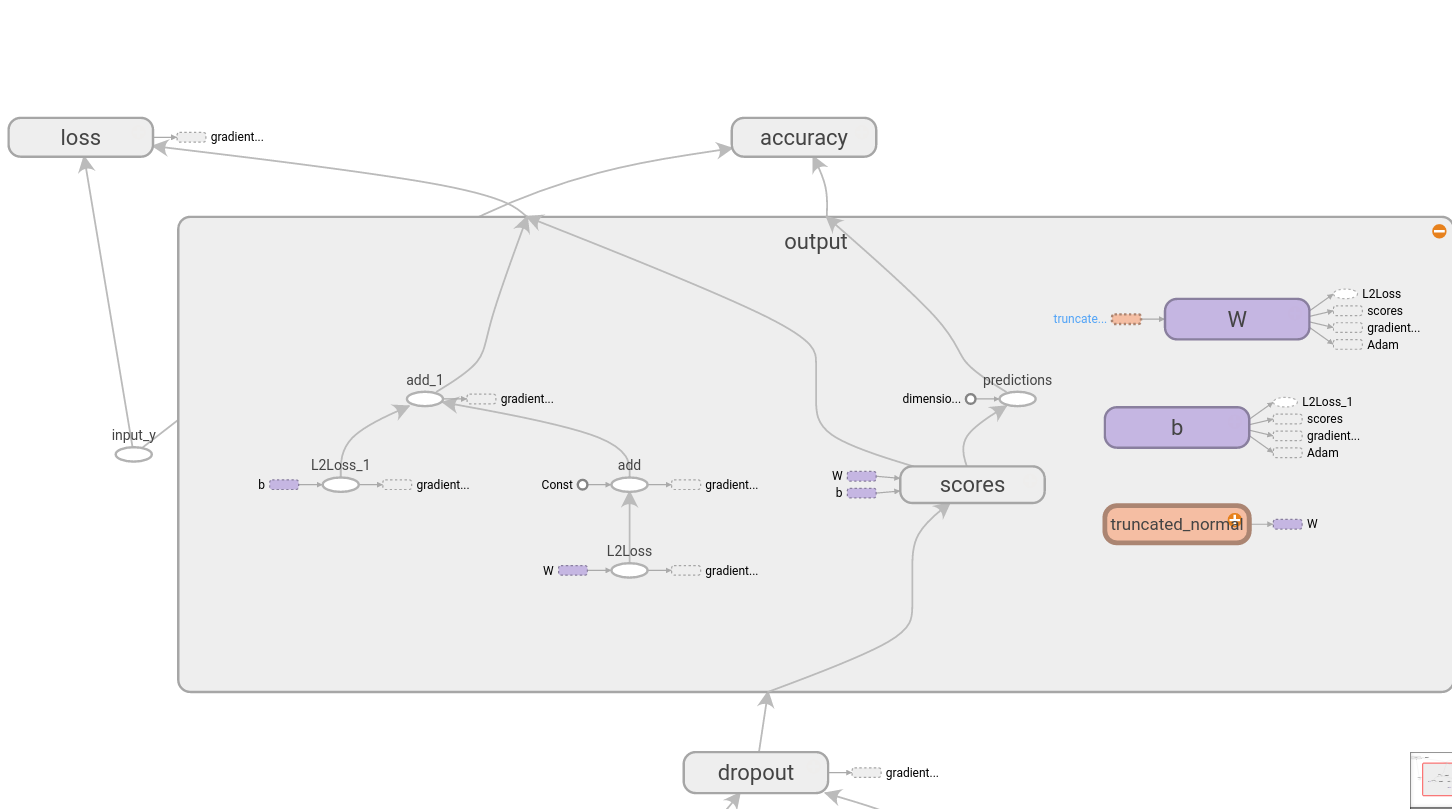 loss
gradient...
accuracy
output
L2Loss
truncate...
W
scores
gradient...
Adam
add_1
gradient...
predictions
dimensio...
L2Loss_1
b
scores
gradient...
Adam
input_y
L2Loss_1
b
gradient...
add
Const
gradient...
W
b
scores
truncated_normal
W
L2Loss
W
gradient...
dropout
gradient...